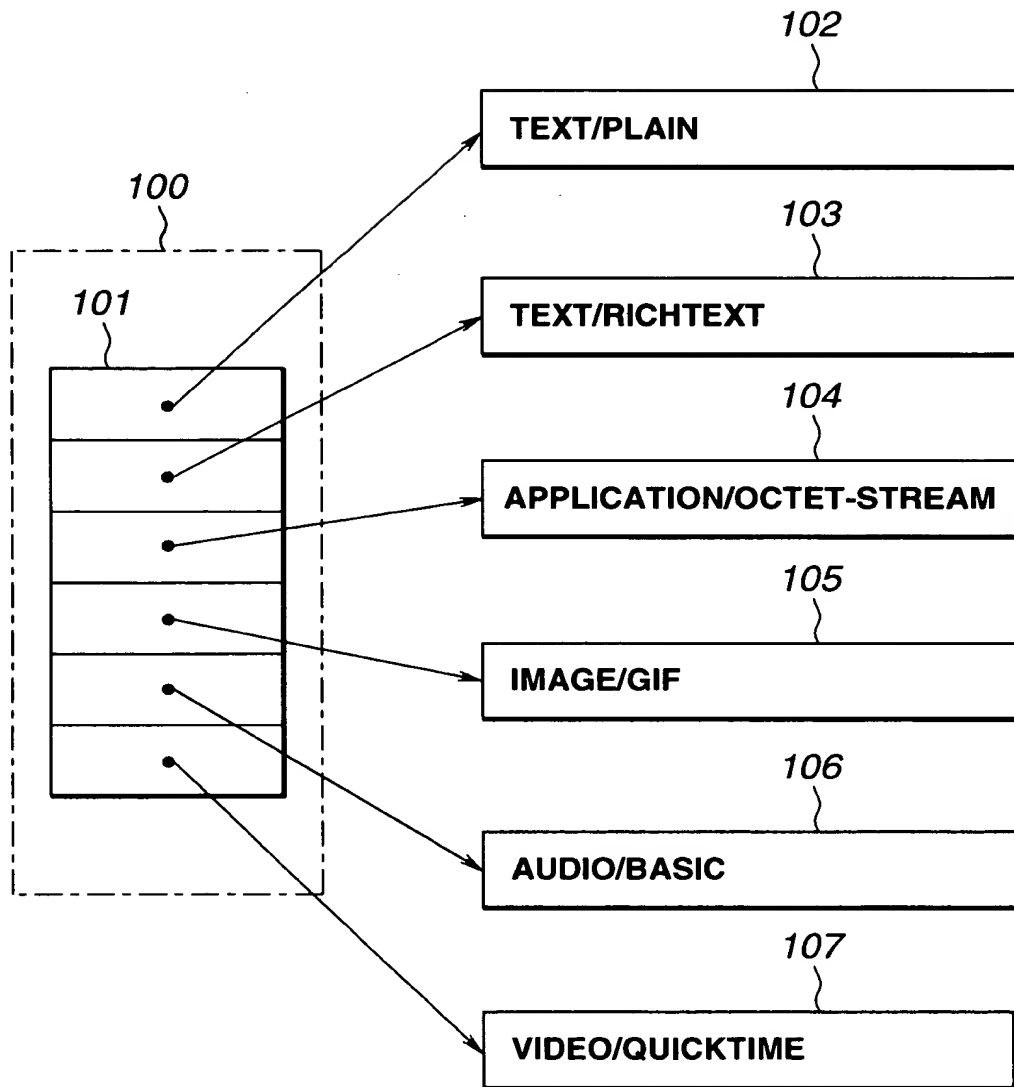 102
TEXT/PLAIN
100
103
101
TEXT/RICHTEXT
104
APPLICATION/OCTET-STREAM
105
IMAGE/GIF
106
AUDIO/BASIC
107
VIDEO/QUICKTIME